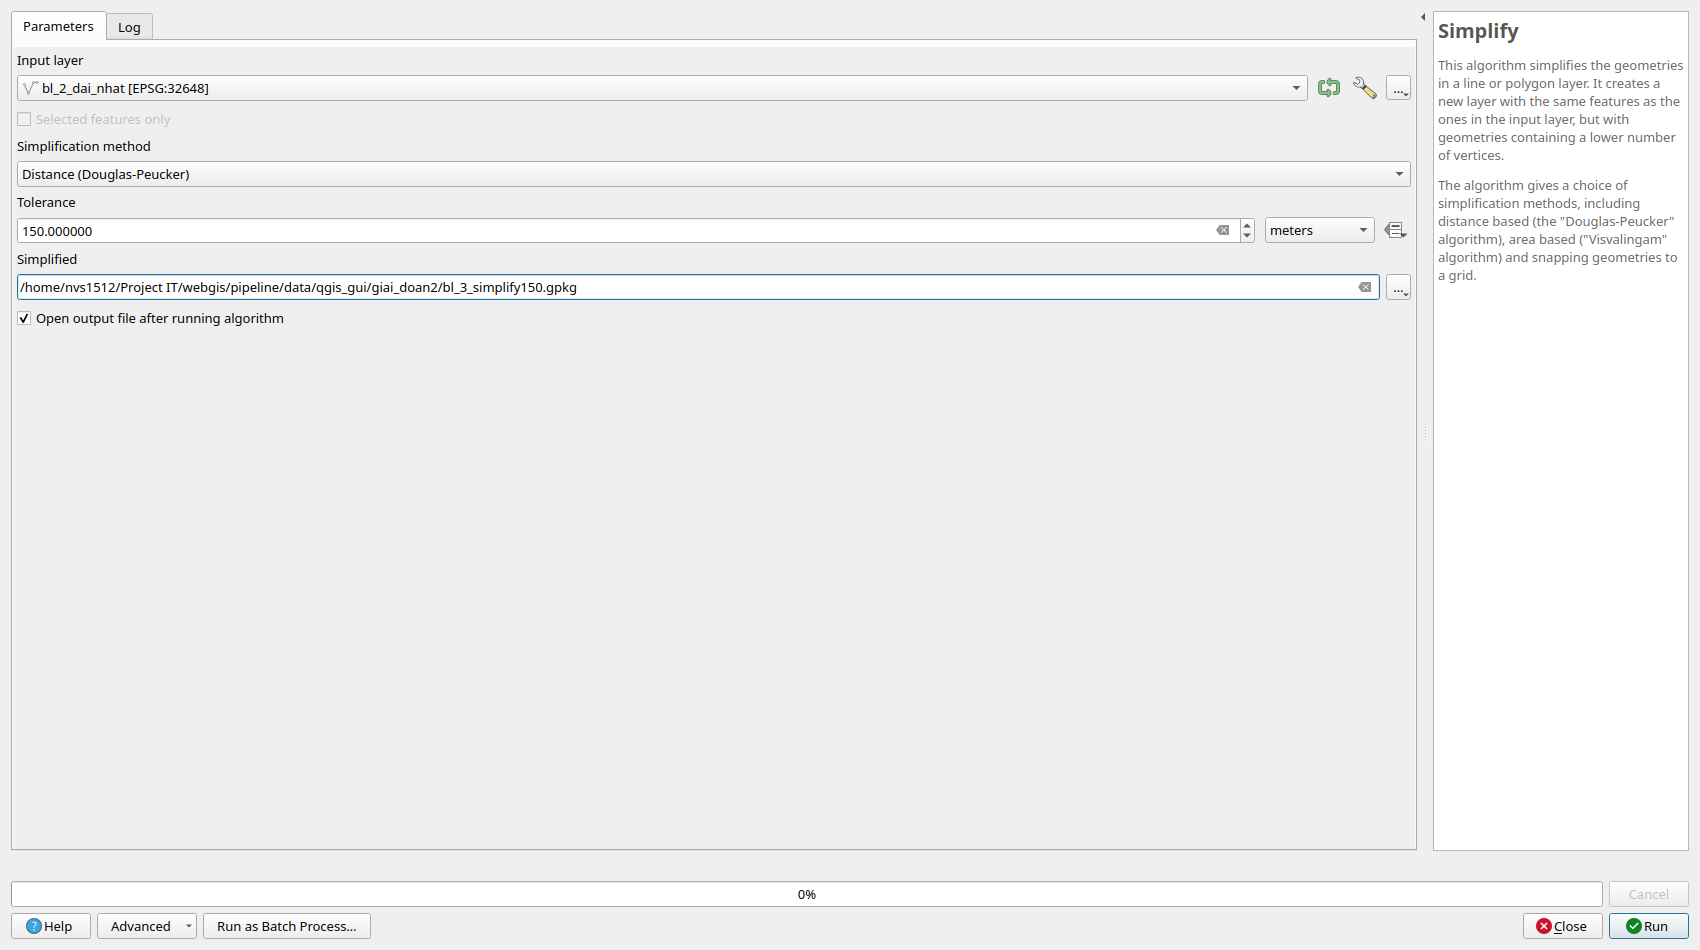 Parameters
Log
Input layer
bl_2_dai_nhat [EPSG:32648]
...
Selected features only
Simplification method
Distance (Douglas-Peucker)
Tolerance
150.000000
meters
Simplified
/home/nvs1512/Project IT/webgis/pipeline/data/qgis_gui/giai_doan2/bl_3_simplify150.gpkg
...
Open output file after running algorithm
Simplify
This algorithm simplifies the geometries
in a line or polygon layer. It creates a
new layer with the same features as the
ones in the input layer, but with
geometries containing a lower number
of vertices.
The algorithm gives a choice of
simplification methods, including
distance based (the "Douglas-Peucker"
algorithm), area based ("Visvalingam"
algorithm) and snapping geometries to
a grid.
0%
Cancel
? Help
Advanced
Run as Batch Process...
Close
Run